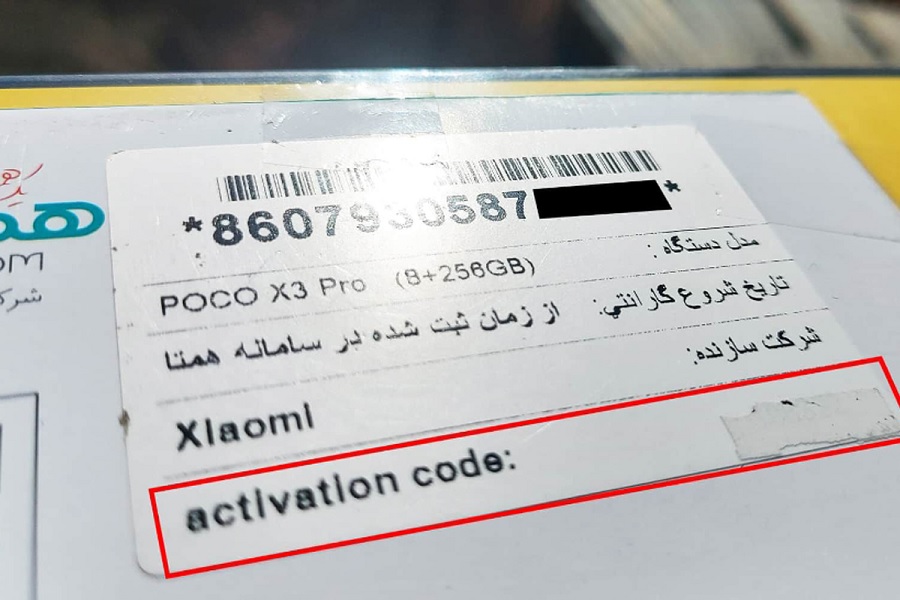 *8607930587 *
POCO X3 Pro (8+256GB) مدل دستگاه:
تاریخ شروع گارانتي: از زمان ثبت شده در سامانه همتا
شرکت سازنده:
Xiaomi
activation code: